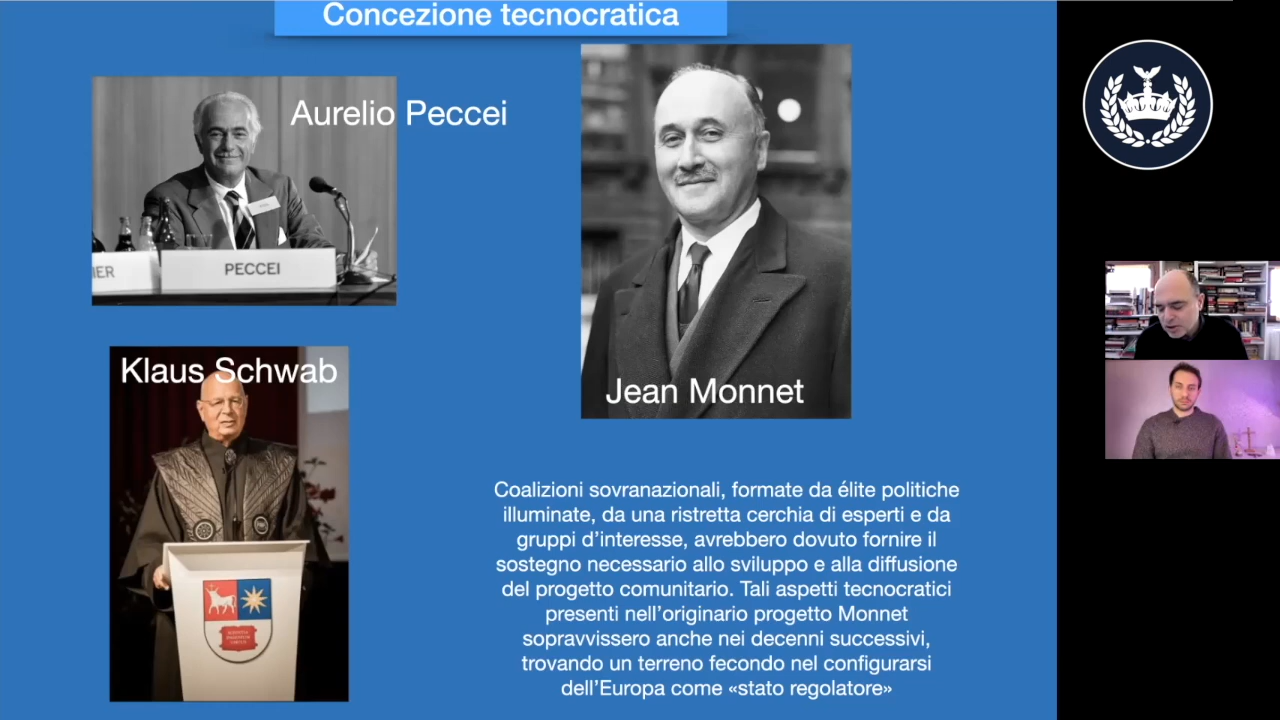 Concezione tecnocratica
Aurelio Peccei
IER
PECCEI
Klaus Schwab
Jean Monnet
Coalizioni sovranazionali, formate da élite politiche
illuminate, da una ristretta cerchia di esperti e da
gruppi d’interesse, avrebbero dovuto fornire il
sostegno necessario allo sviluppo e alla diffusione
del progetto comunitario. Tali aspetti tecnocratici
presenti nell’originario progetto Monnet
sopravvissero anche nei decenni successivi,
trovando un terreno fecondo nel configurarsi
dell’Europa come «stato regolatore»